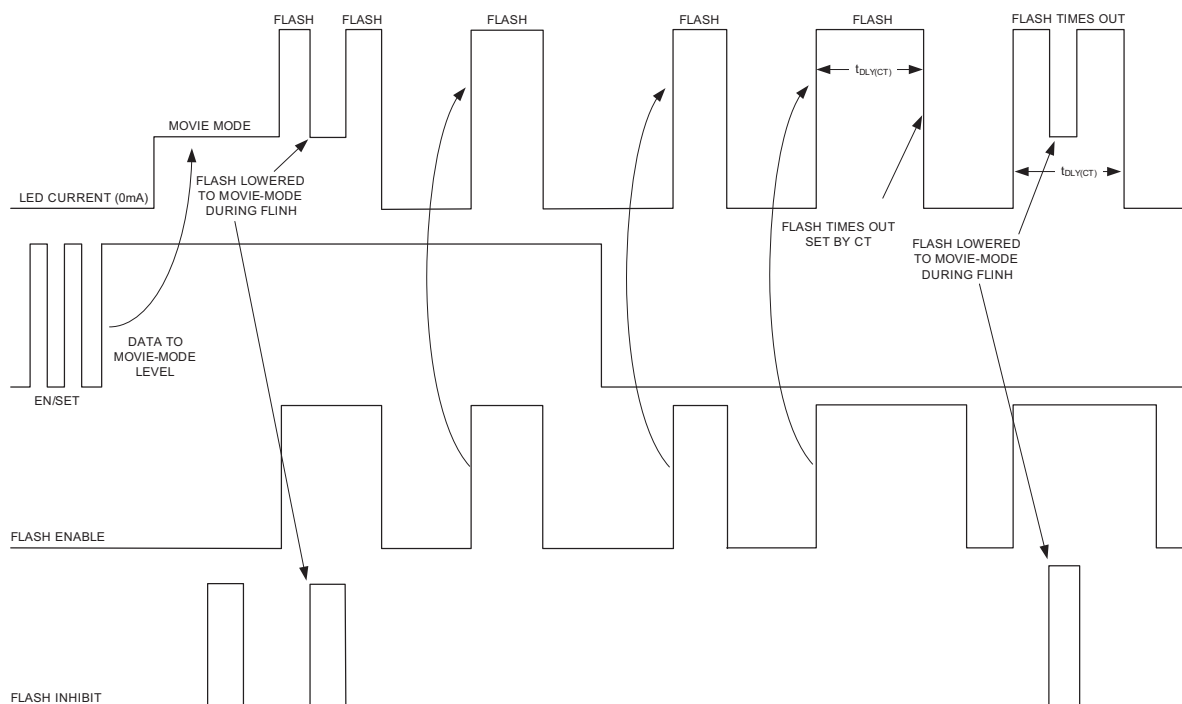 FLASH
FLASH
FLASH
FLASH
FLASH
FLASH TIMES OUT
tDLY(CT)
MOVIE MODE
FLASH LOWERED
TO MOVIE-MODE
DURING FLINH
tDLY(CT)
LED CURRENT (0mA)
FLASH TIMES OUT
SET BY CT
FLASH LOWERED
TO MOVIE-MODE
DURING FLINH
DATA TO
MOVIE-MODE
LEVEL
EN/SET
FLASH ENABLE
FLASH INHIBIT